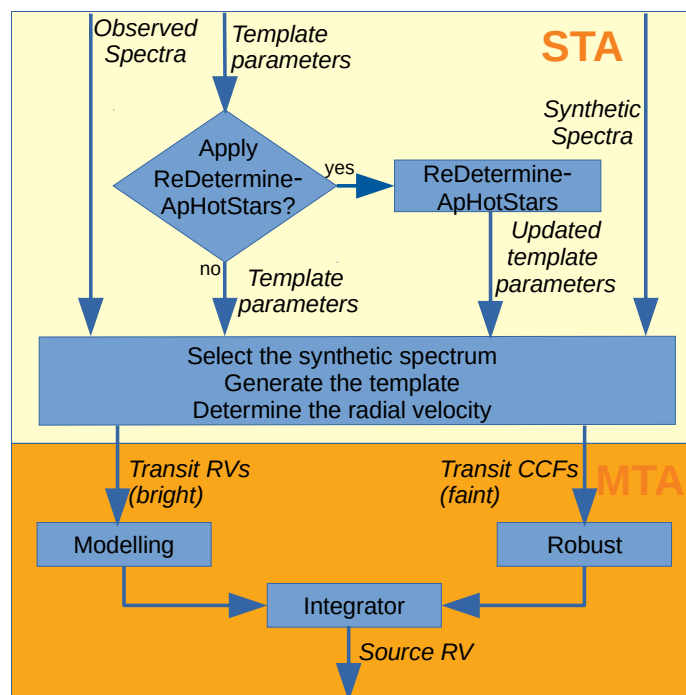 Observed
Spectra
Template
parameters
STA
Synthetic
Spectra
Apply
ReDetermine-
ApHotStars?
yes
ReDetermine-
ApHotStars
no
Template
parameters
Updated
template
parameters
Select the synthetic spectrum
Generate the template
Determine the radial velocity
Transit RVs
(bright)
Transit CCFs
(faint)
MTA
Modelling
Robust
Integrator
Source RV